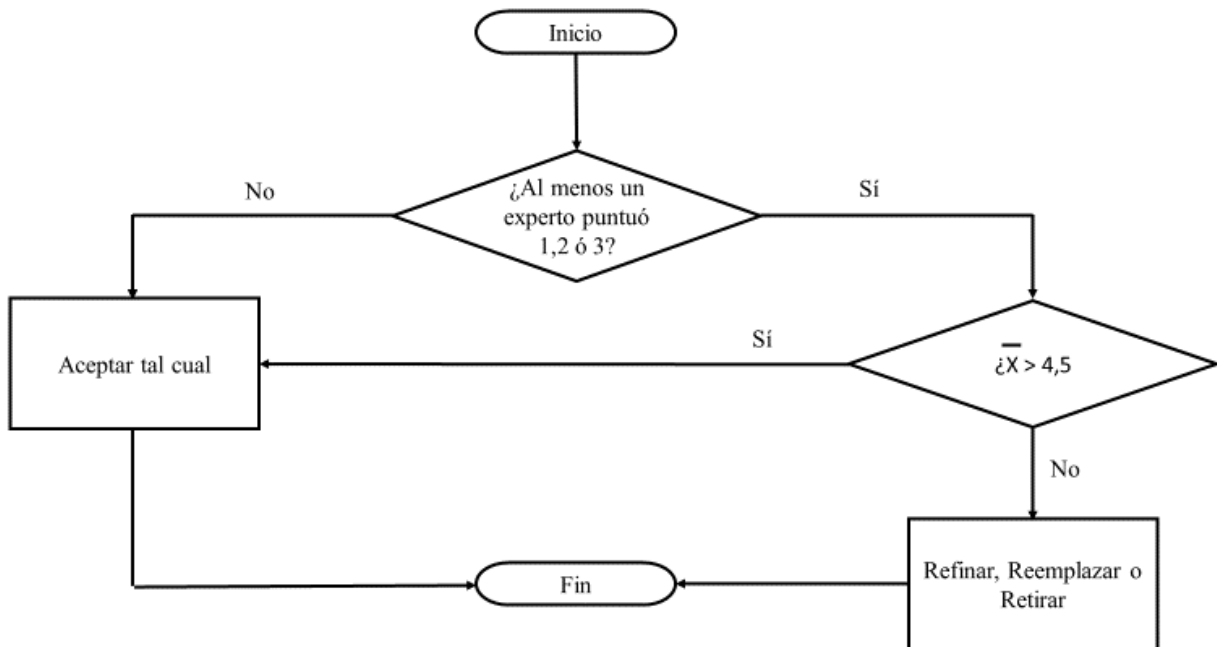 Inicio
No
¿Al menos un
experto puntuó
1,2 ó 3?
Sí
Aceptar tal cual
Sí
¿X̅ > 4,5
No
Refinar, Reemplazar o
Retirar
Fin